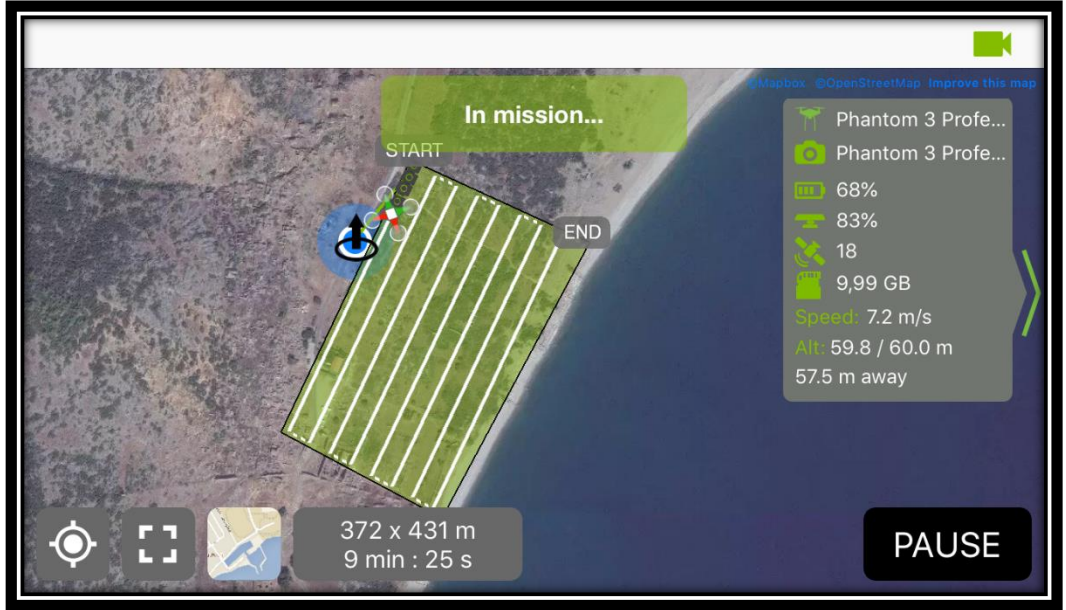 ©Mapbox ©OpenStreetMap Improve this map
In mission...
START
END
Phantom 3 Profe...
Phantom 3 Profe...
68%
83%
18
9,99 GB
Speed: 7.2 m/s
Alt: 59.8 / 60.0 m
57.5 m away
372 x 431 m
9 min : 25 s
PAUSE